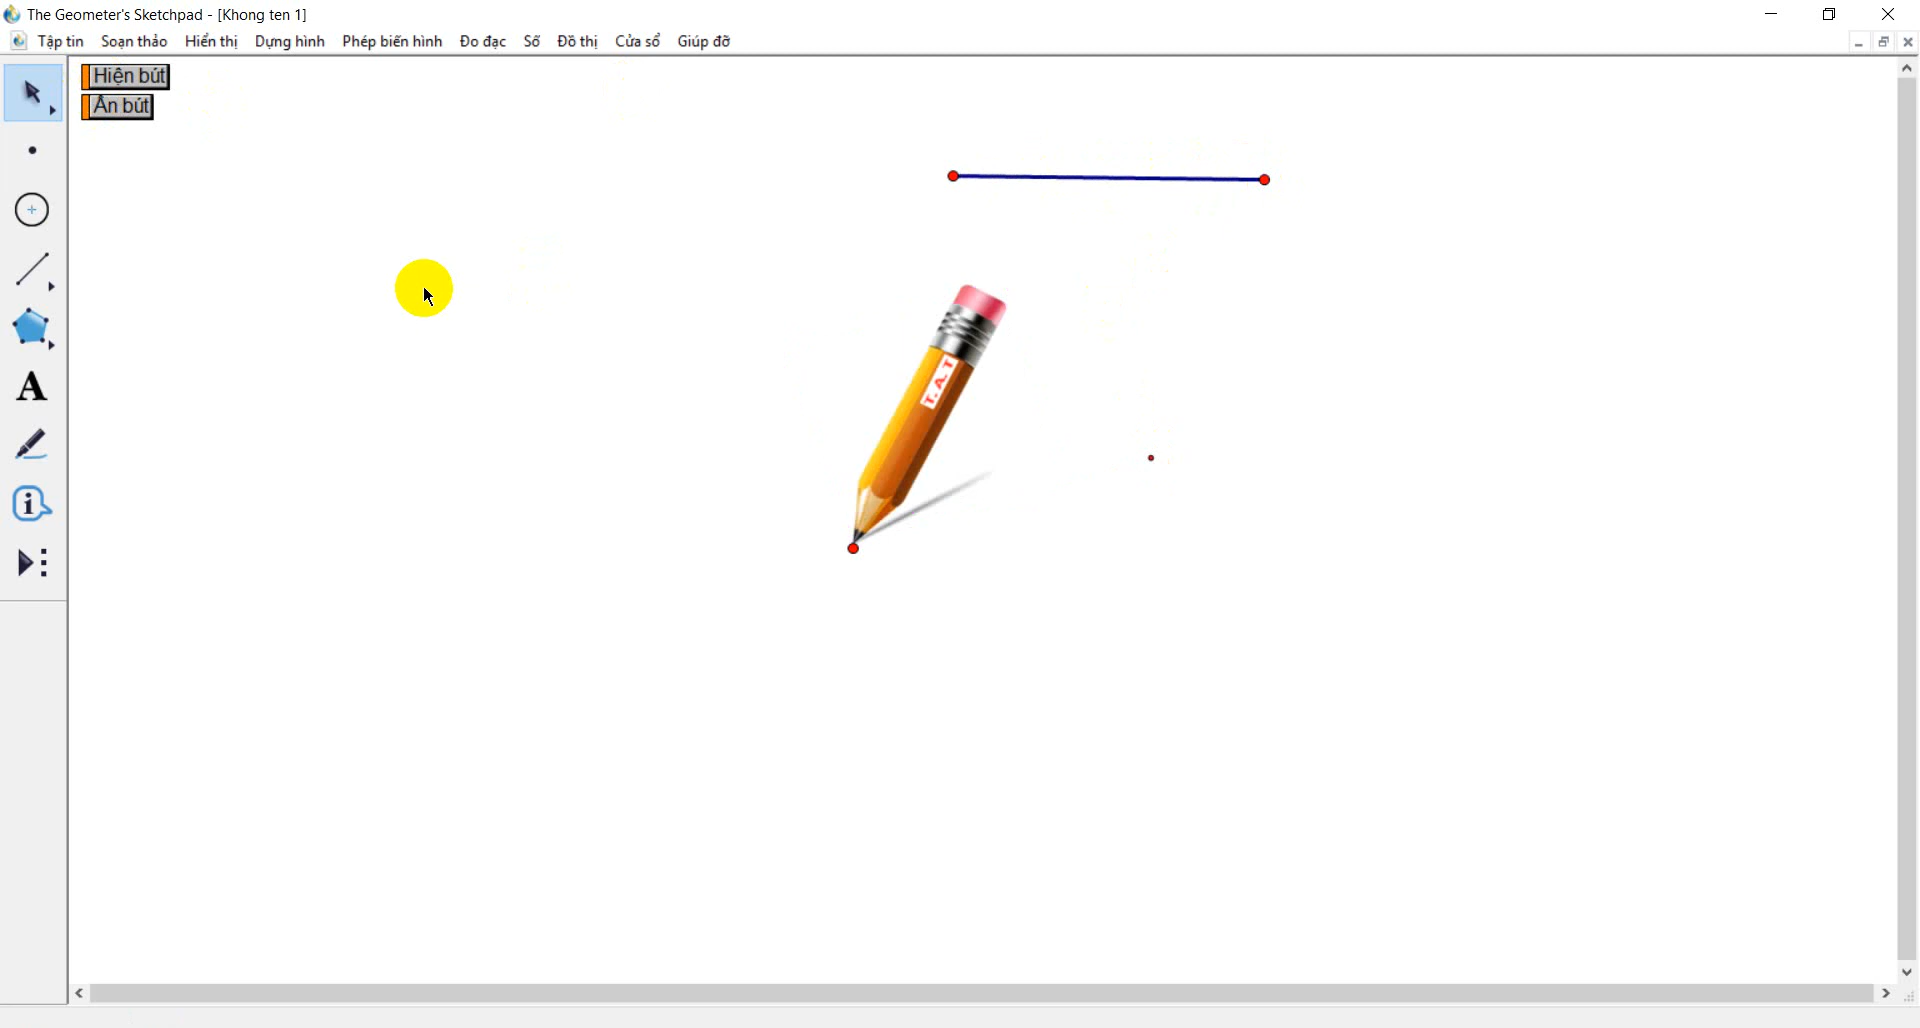 The Geometer's Sketchpad - [Khong ten 1]
Tập tin Soạn thảo Hiển thị Dựng hình Phép biến hình Đo đạc Số Đồ thị Cửa sổ Giúp đỡ
Hiện bút
Ẩn bút
T.A.T